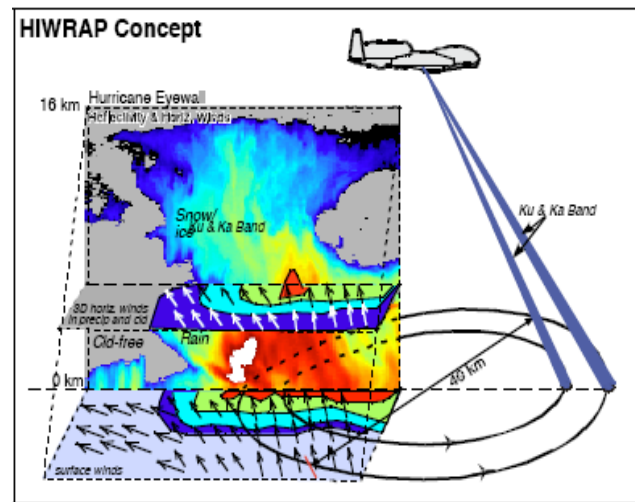 HIWRAP Concept
16 km
Hurricane Eyewall
Reflectivity & Horiz. Winds
Ku & Ka Band
Snow/
ice
Ku & Ka Band
3D horiz. winds
in precip and cld
Cld-free
Rain
0 km
40 km
surface winds